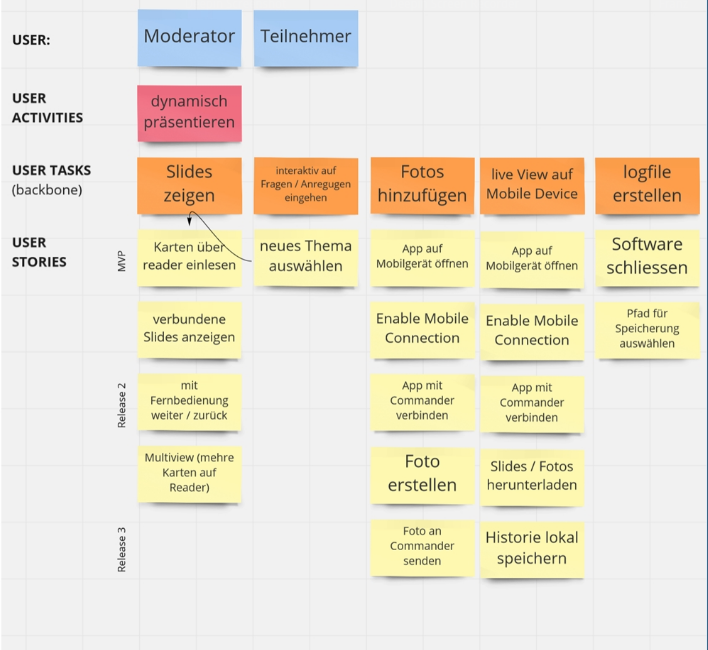 USER:
Moderator
Teilnehmer
USER
ACTIVITIES
dynamisch
präsentieren
USER TASKS
(backbone)
Slides
zeigen
interaktiv auf
Fragen / Anregugen
eingehen
Fotos
hinzufügen
live View auf
Mobile Device
logfile
erstellen
USER
STORIES
MVP
Karten über
reader einlesen
neues Thema
auswählen
App auf
Mobilgerät öffnen
App auf
Mobilgerät öffnen
Software
schliessen
verbundene
Slides anzeigen
Enable Mobile
Connection
Enable Mobile
Connection
Pfad für
Speicherung
auswählen
Release 2
mit
Fernbedienung
weiter / zurück
App mit
Commander
verbinden
App mit
Commander
verbinden
Multiview (mehre
Karten auf
Reader)
Foto
erstellen
Slides / Fotos
herunterladen
Release 3
Foto an
Commander
senden
Historie lokal
speichern